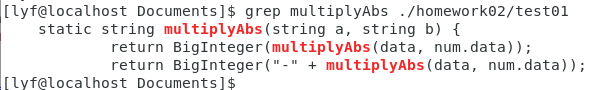 [lyf@localhost Documents]$ grep multiplyAbs ./homework02/test01
    static string multiplyAbs(string a, string b) {
            return BigInteger(multiplyAbs(data, num.data));
            return BigInteger("-" + multiplyAbs(data, num.data));
[lyf@localhost Documents]$